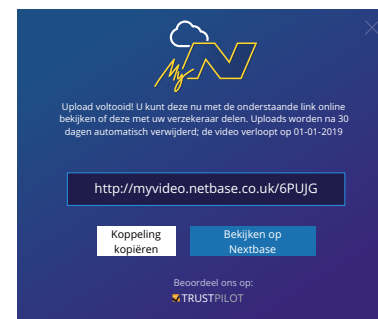 My N
Upload voltooid! U kunt deze nu met de onderstaande link online
bekijken of deze met uw verzekeraar delen. Uploads worden na 30
dagen automatisch verwijderd; de video verloopt op 01-01-2019
http://myvideo.netbase.co.uk/6PUJG
Koppeling
kopiëren
Bekijken op
Nextbase
Beoordeel ons op:
TRUSTPILOT